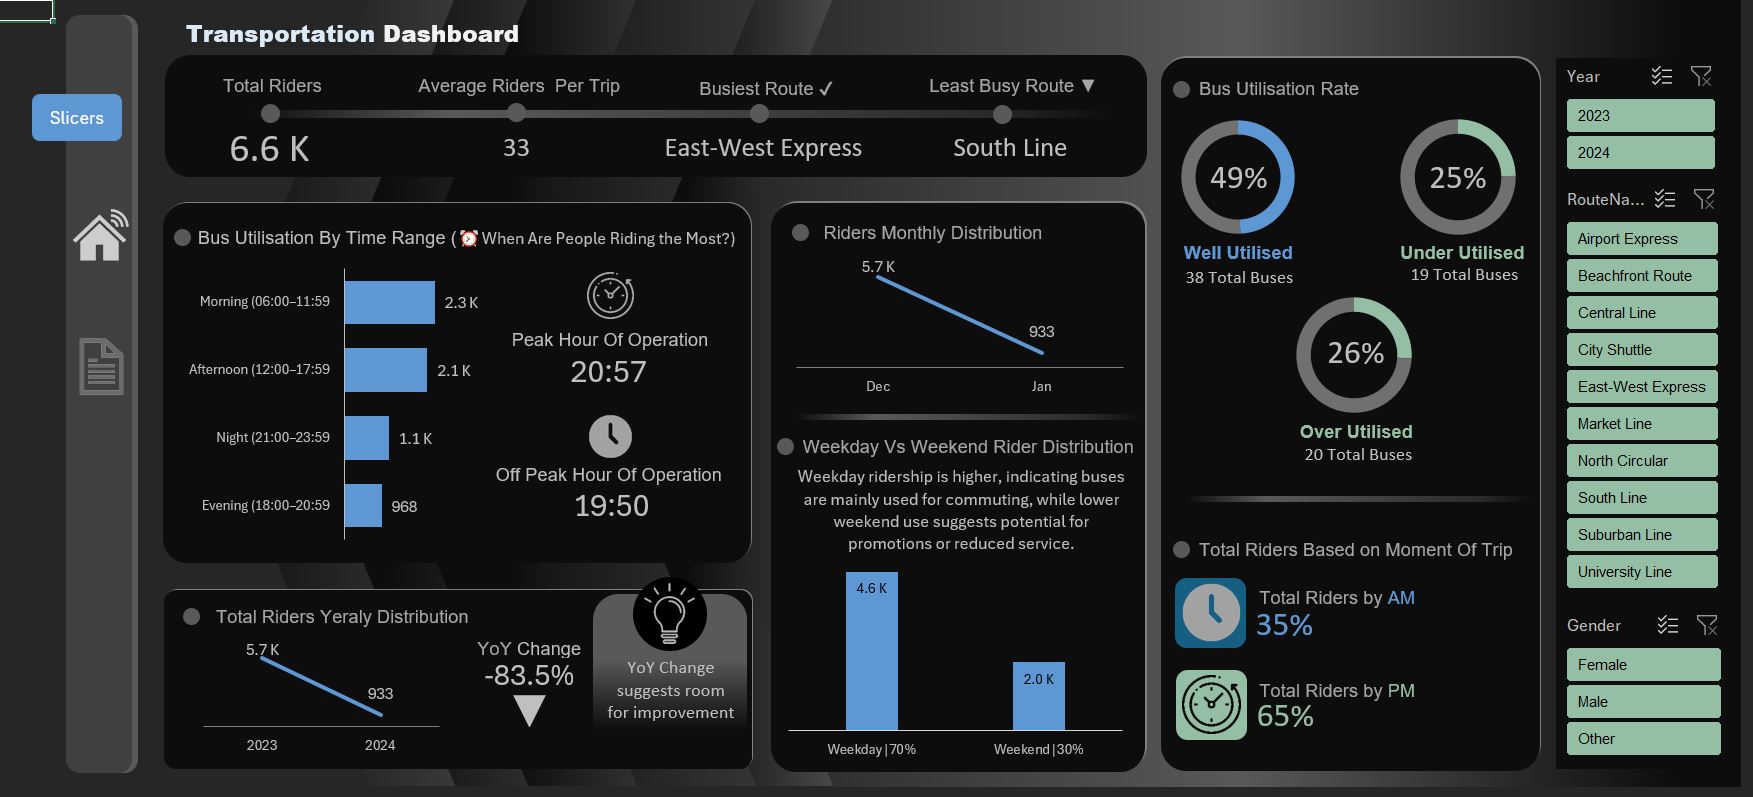 Transportation Dashboard
Slicers
Total Riders
6.6 K
Average Riders Per Trip
33
Busiest Route ✓
East-West Express
Least Busy Route ▼
South Line
Bus Utilisation By Time Range (⏰ When Are People Riding the Most?)
Morning (06:00–11:59
2.3 K
Afternoon (12:00–17:59
2.1 K
Night (21:00–23:59
1.1 K
Evening (18:00–20:59
968
Peak Hour Of Operation
20:57
Off Peak Hour Of Operation
19:50
Total Riders Yeraly Distribution
5.7 K
933
2023
2024
YoY Change
-83.5%
YoY Change
suggests room
for improvement
Riders Monthly Distribution
5.7 K
933
Dec
Jan
Weekday Vs Weekend Rider Distribution
Weekday ridership is higher, indicating buses
are mainly used for commuting, while lower
weekend use suggests potential for
promotions or reduced service.
4.6 K
2.0 K
Weekday|70%
Weekend|30%
Bus Utilisation Rate
49%
Well Utilised
38 Total Buses
25%
Under Utilised
19 Total Buses
26%
Over Utilised
20 Total Buses
Total Riders Based on Moment Of Trip
Total Riders by AM
35%
Total Riders by PM
65%
Year
2023
2024
RouteNa...
Airport Express
Beachfront Route
Central Line
City Shuttle
East-West Express
Market Line
North Circular
South Line
Suburban Line
University Line
Gender
Female
Male
Other